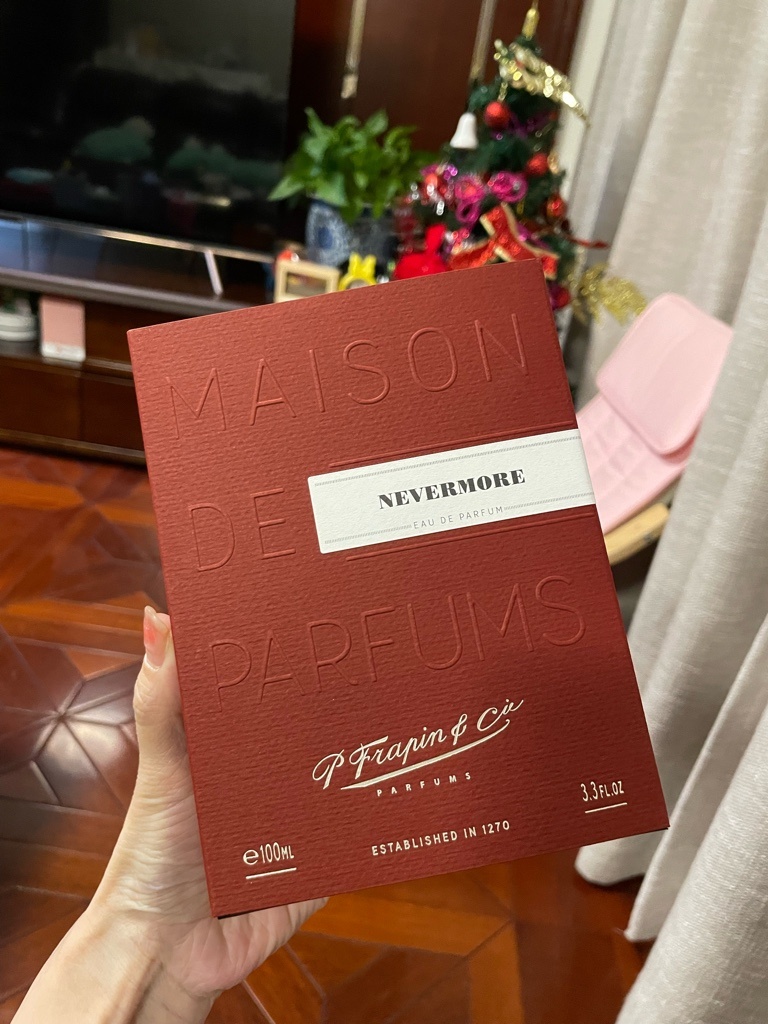 MAISON
DE
NEVERMORE
EAU DE PARFUM
PARFUMS
P Frapin & Cie
PARFUMS
3.3 FL.OZ
℮100ML
ESTABLISHED IN 1270